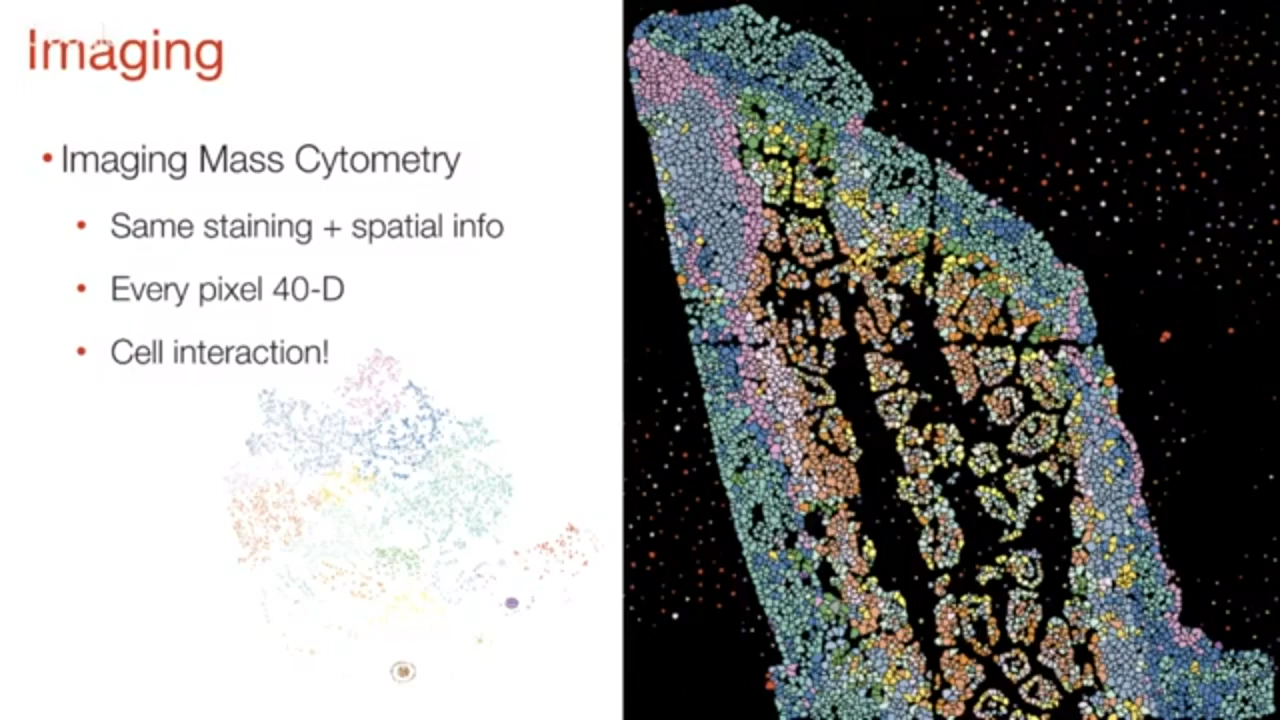 Imaging
• Imaging Mass Cytometry
• Same staining + spatial info
• Every pixel 40-D
• Cell interaction!